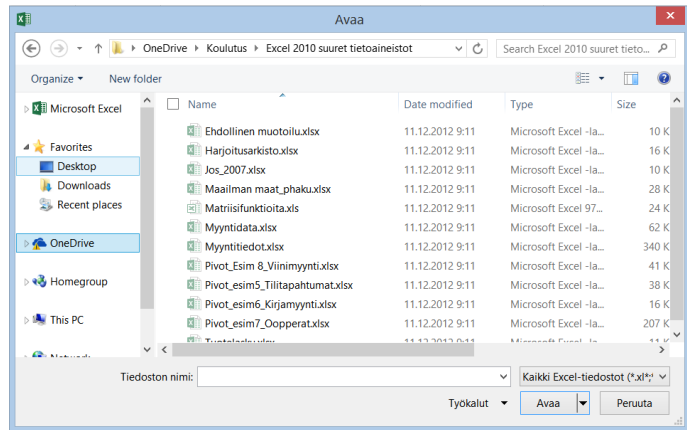 Avaa
OneDrive Koulutus Excel 2010 suuret tietoaineistot
Search Excel 2010 suuret tieto...
Organize New folder
Microsoft Excel
Favorites
Desktop
Downloads
Recent places
OneDrive
Homegroup
This PC
Name Date modified Type Size
Ehdollinen muotoilu.xlsx 11.12.2012 9:11 Microsoft Excel -la... 10 K
Harjoitusarkisto.xlsx 11.12.2012 9:11 Microsoft Excel -la... 16 K
Jos_2007.xlsx 11.12.2012 9:11 Microsoft Excel -la... 10 K
Maailman maat_phaku.xlsx 11.12.2012 9:11 Microsoft Excel -la... 28 K
Matriisifunktioita.xls 11.12.2012 9:11 Microsoft Excel 97... 24 K
Myyntidata.xlsx 11.12.2012 9:11 Microsoft Excel -la... 62 K
Myyntitiedot.xlsx 11.12.2012 9:11 Microsoft Excel -la... 340 K
Pivot_Esim 8_Viinimyynti.xlsx 11.12.2012 9:11 Microsoft Excel -la... 41 K
Pivot_esim5_Tilitapahtumat.xlsx 11.12.2012 9:11 Microsoft Excel -la... 38 K
Pivot_esim6_Kirjamyynti.xlsx 11.12.2012 9:11 Microsoft Excel -la... 16 K
Pivot_esim7_Oopperat.xlsx 11.12.2012 9:11 Microsoft Excel -la... 207 K
Tiedoston nimi:
Kaikki Excel-tiedostot (*.xl*;*
Työkalut Avaa Peruuta